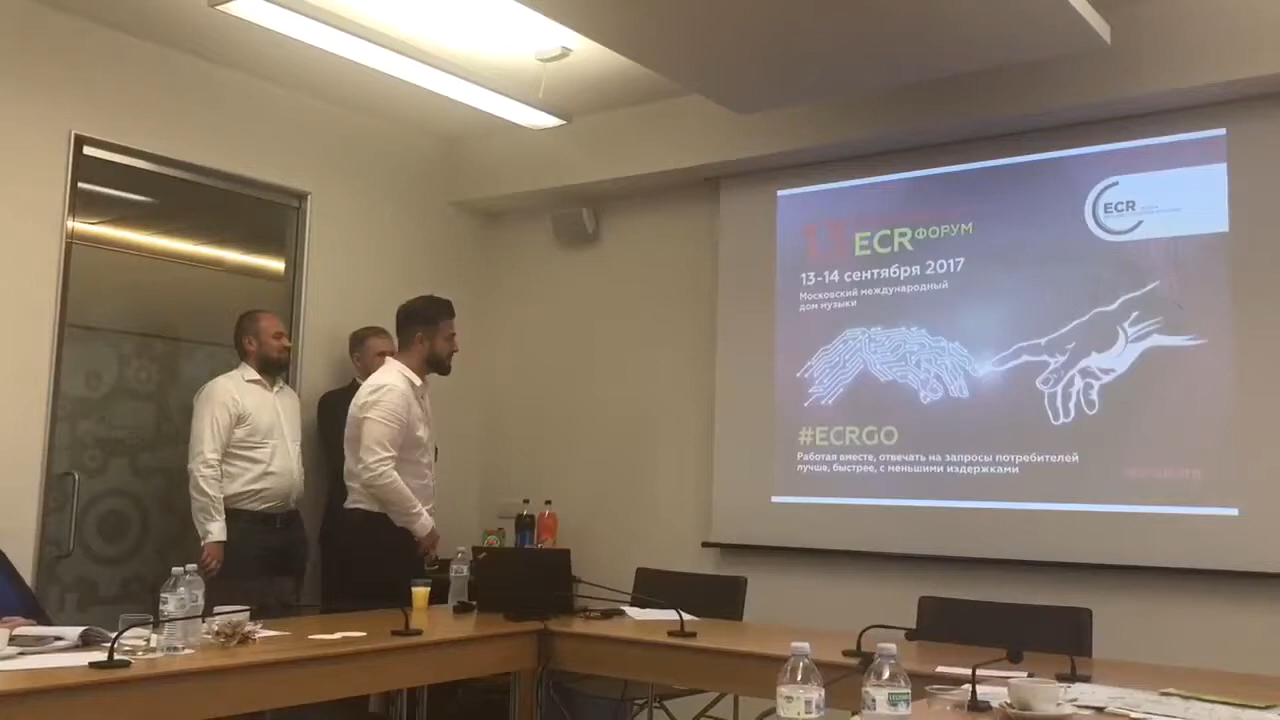 13 ECR ФОРУМ
13-14 сентября 2017
Московский международный
дом музыки
ECR
#ECRGO
Работая вместе, отвечать на запросы потребителей
лучше, быстрее, с меньшими издержками